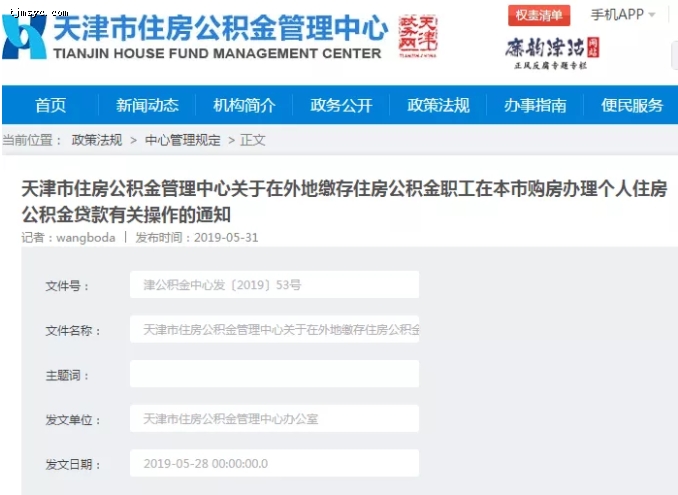 tjmsyc.com
天津市住房公积金管理中心
TIANJIN HOUSE FUND MANAGEMENT CENTER
天津
政务网
权责清单
手机APP
廉韵津沽
网站
正风反腐专题专栏
首页 新闻动态 机构简介 政务公开 政策法规 办事指南 便民服务
当前位置： 政策法规 > 中心管理规定 > 正文
天津市住房公积金管理中心关于在外地缴存住房公积金职工在本市购房办理个人住房
公积金贷款有关操作的通知
记者：wangboda | 发布时间：2019-05-31
文件号： 津公积金中心发〔2019〕53号
文件名称： 天津市住房公积金管理中心关于在外地缴存住房公积金
主题词：
发文单位： 天津市住房公积金管理中心办公室
发文日期： 2019-05-28 00:00:00.0